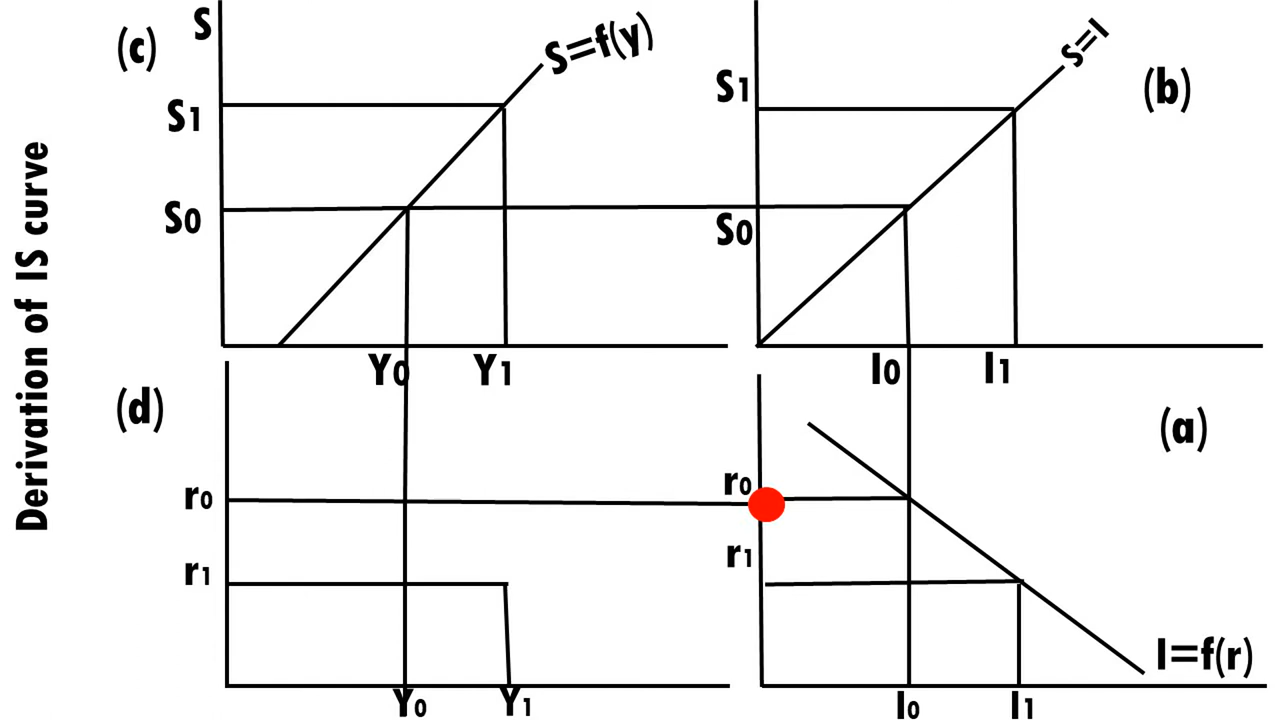 Derivation of IS curve
(c)
S
S=f(y)
S1
S0
Y0
Y1
S=I
(b)
S1
S0
I0
I1
(d)
r0
r1
Y0
Y1
(a)
r0
r1
I=f(r)
I0
I1